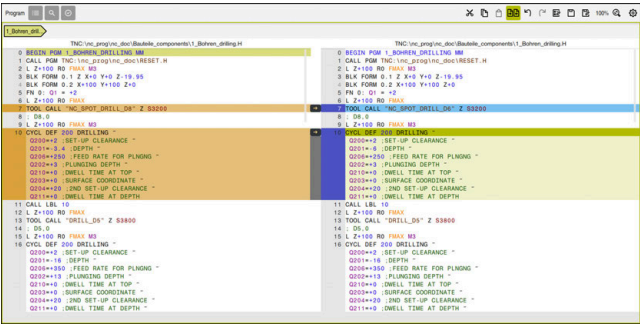 Program
100%
1_Bohren_drill...
TNC:\nc_prog\nc_doc\Bauteile_components\1_Bohren_drilling.H
0 BEGIN PGM 1_BOHREN_DRILLING MM
1 CALL PGM TNC:\nc_prog\nc_doc\RESET.H
2 L Z+100 R0 FMAX M3
3 BLK FORM 0.1 Z X+0 Y+0 Z-19.95
4 BLK FORM 0.2 X+100 Y+100 Z+0
5 FN 0: Q1 = +2
6 L Z+100 R0 FMAX
7 TOOL CALL "NC_SPOT_DRILL_D8" Z S3200
8 ; D8,0
9 L Z+100 R0 FMAX M3
10 CYCL DEF 200 DRILLING ~
Q200=+2 ;SET-UP CLEARANCE ~
Q201=-3.4 ;DEPTH ~
Q206=+250 ;FEED RATE FOR PLNGNG ~
Q202=+3 ;PLUNGING DEPTH ~
Q210=+0 ;DWELL TIME AT TOP ~
Q203=+0 ;SURFACE COORDINATE ~
Q204=+20 ;2ND SET-UP CLEARANCE ~
Q211=+0 ;DWELL TIME AT DEPTH
11 CALL LBL 10
12 L Z+100 R0 FMAX
13 TOOL CALL "DRILL_D5" Z S3800
14 ; D5,0
15 L Z+100 R0 FMAX M3
16 CYCL DEF 200 DRILLING ~
Q200=+2 ;SET-UP CLEARANCE ~
Q201=-16 ;DEPTH ~
Q206=+350 ;FEED RATE FOR PLNGNG ~
Q202=+13 ;PLUNGING DEPTH ~
Q210=+0 ;DWELL TIME AT TOP ~
Q203=+0 ;SURFACE COORDINATE ~
Q204=+20 ;2ND SET-UP CLEARANCE ~
Q211=+0 ;DWELL TIME AT DEPTH ~
TNC:\nc_prog\nc_doc\Bauteile_components\1_Bohren_drilling.H
0 BEGIN PGM 1_BOHREN_DRILLING MM
1 CALL PGM TNC:\nc_prog\nc_doc\RESET.H
2 L Z+100 R0 FMAX M3
3 BLK FORM 0.1 Z X+0 Y+0 Z-19.95
4 BLK FORM 0.2 X+100 Y+100 Z+0
5 FN 0: Q1 = +2
6 L Z+100 R0 FMAX
7 TOOL CALL "NC_SPOT_DRILL_D6" Z S3200
8 ; D8,0
9 L Z+100 R0 FMAX M3
10 CYCL DEF 200 DRILLING ~
Q200=+2 ;SET-UP CLEARANCE ~
Q201=-6 ;DEPTH ~
Q206=+250 ;FEED RATE FOR PLNGNG ~
Q202=+3 ;PLUNGING DEPTH ~
Q210=+0 ;DWELL TIME AT TOP ~
Q203=+0 ;SURFACE COORDINATE ~
Q204=+20 ;2ND SET-UP CLEARANCE ~
Q211=+0 ;DWELL TIME AT DEPTH
11 CALL LBL 10
12 L Z+100 R0 FMAX
13 TOOL CALL "DRILL_D5" Z S3800
14 ; D5,0
15 L Z+100 R0 FMAX M3
16 CYCL DEF 200 DRILLING ~
Q200=+2 ;SET-UP CLEARANCE ~
Q201=-16 ;DEPTH ~
Q206=+350 ;FEED RATE FOR PLNGNG ~
Q202=+13 ;PLUNGING DEPTH ~
Q210=+0 ;DWELL TIME AT TOP ~
Q203=+0 ;SURFACE COORDINATE ~
Q204=+20 ;2ND SET-UP CLEARANCE ~
Q211=+0 ;DWELL TIME AT DEPTH ~